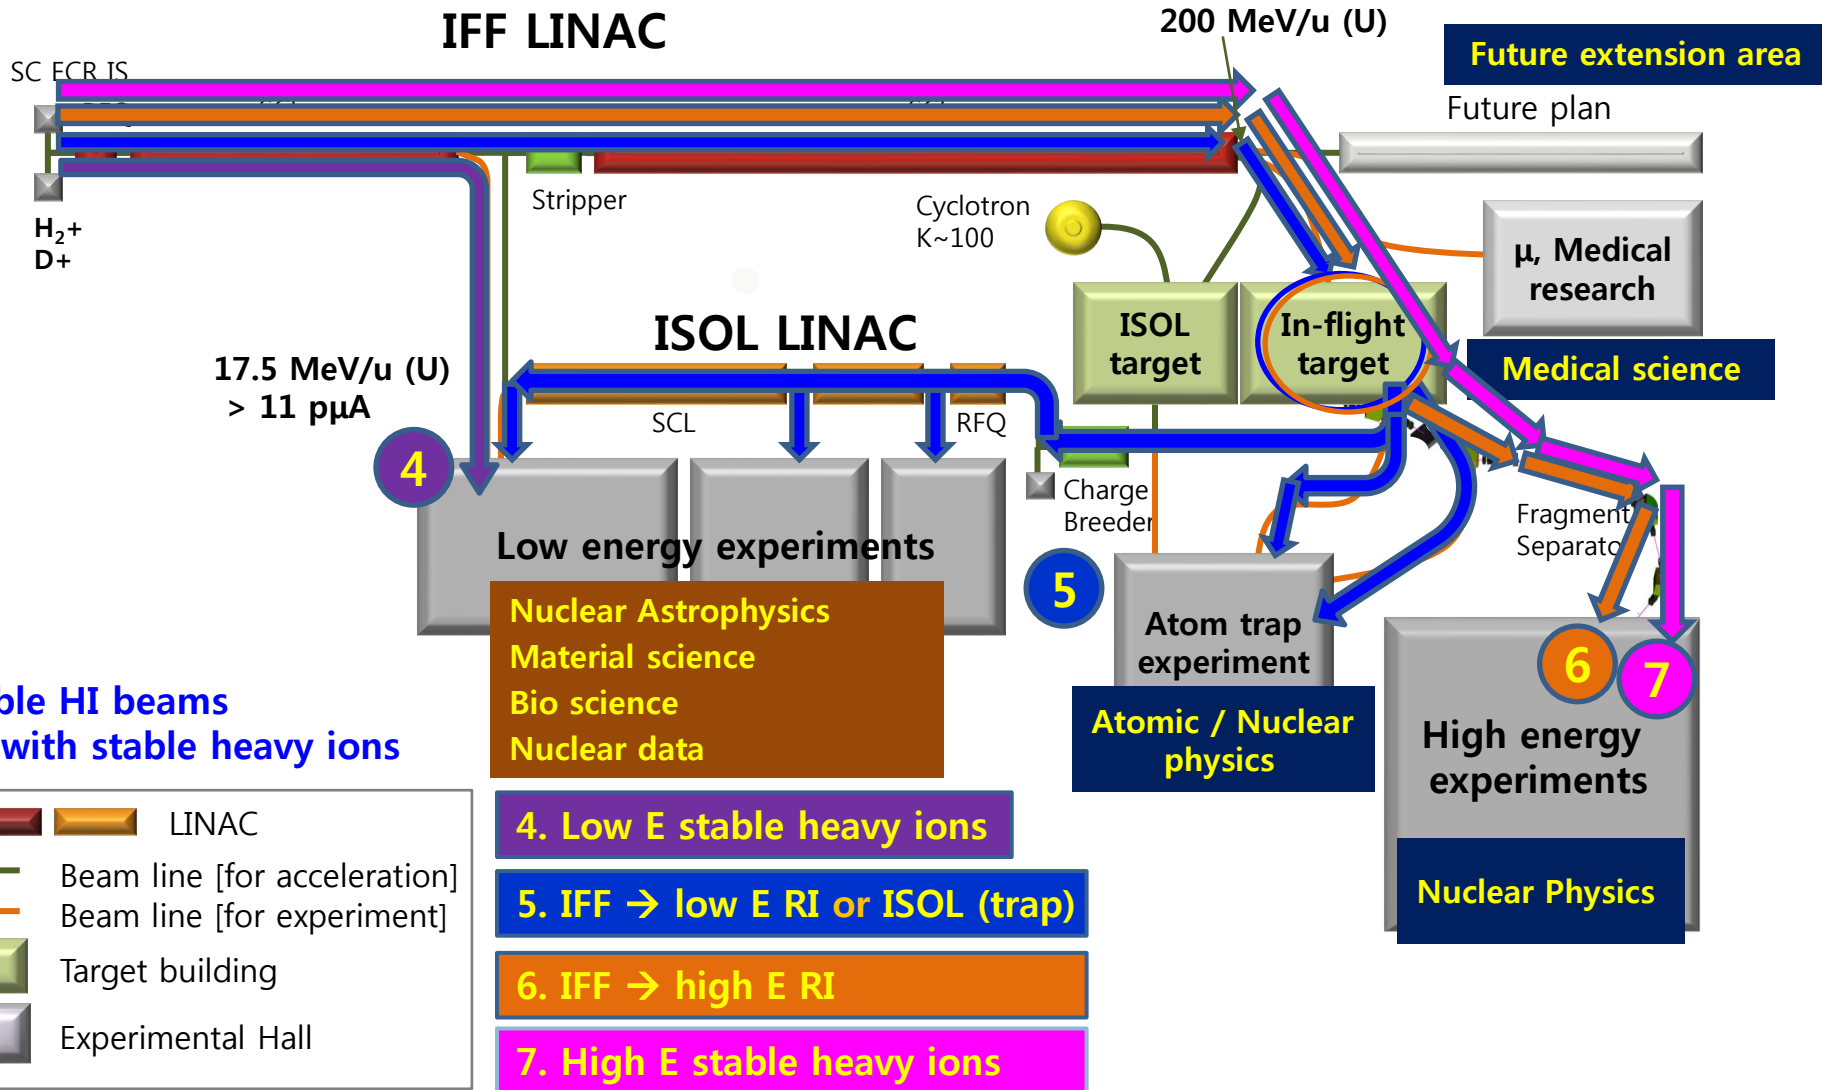 IFF LINAC
200 MeV/u (U)
Future extension area
SC ECR IS
Future plan
Stripper
Cyclotron
K~100
H2+
D+
μ, Medical
research
ISOL
target
In-flight
target
ISOL LINAC
17.5 MeV/u (U)
> 11 pμA
Medical science
SCL
RFQ
4
Charge
Breeder
Fragment
Separato
Low energy experiments
5
Nuclear Astrophysics
Material science
Bio science
Nuclear data
Atom trap
experiment
6
7
Atomic / Nuclear
physics
High energy
experiments
Nuclear Physics
ble HI beams
with stable heavy ions
LINAC
Beam line [for acceleration]
Beam line [for experiment]
Target building
Experimental Hall
4. Low E stable heavy ions
5. IFF → low E RI or ISOL (trap)
6. IFF → high E RI
7. High E stable heavy ions